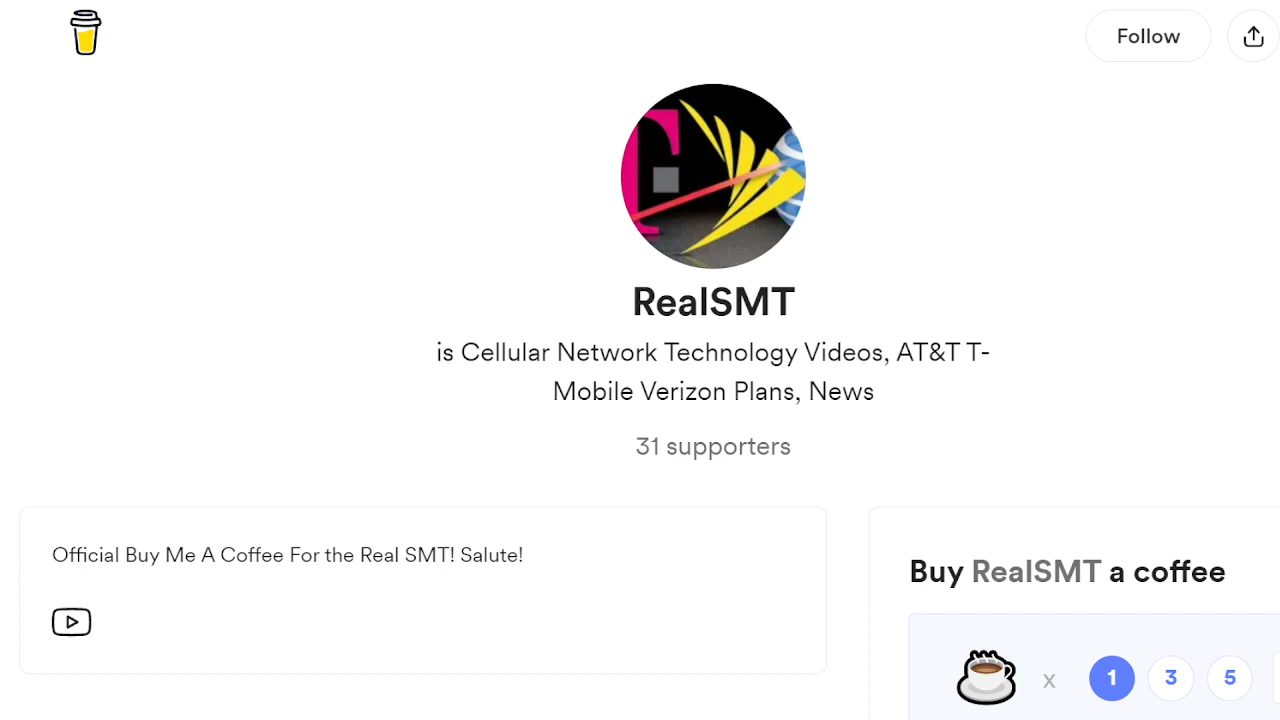 Follow
T
RealSMT
is Cellular Network Technology Videos, AT&T T-
Mobile Verizon Plans, News
31 supporters
Official Buy Me A Coffee For the Real SMT! Salute!
Buy RealSMT a coffee
x 1 3 5